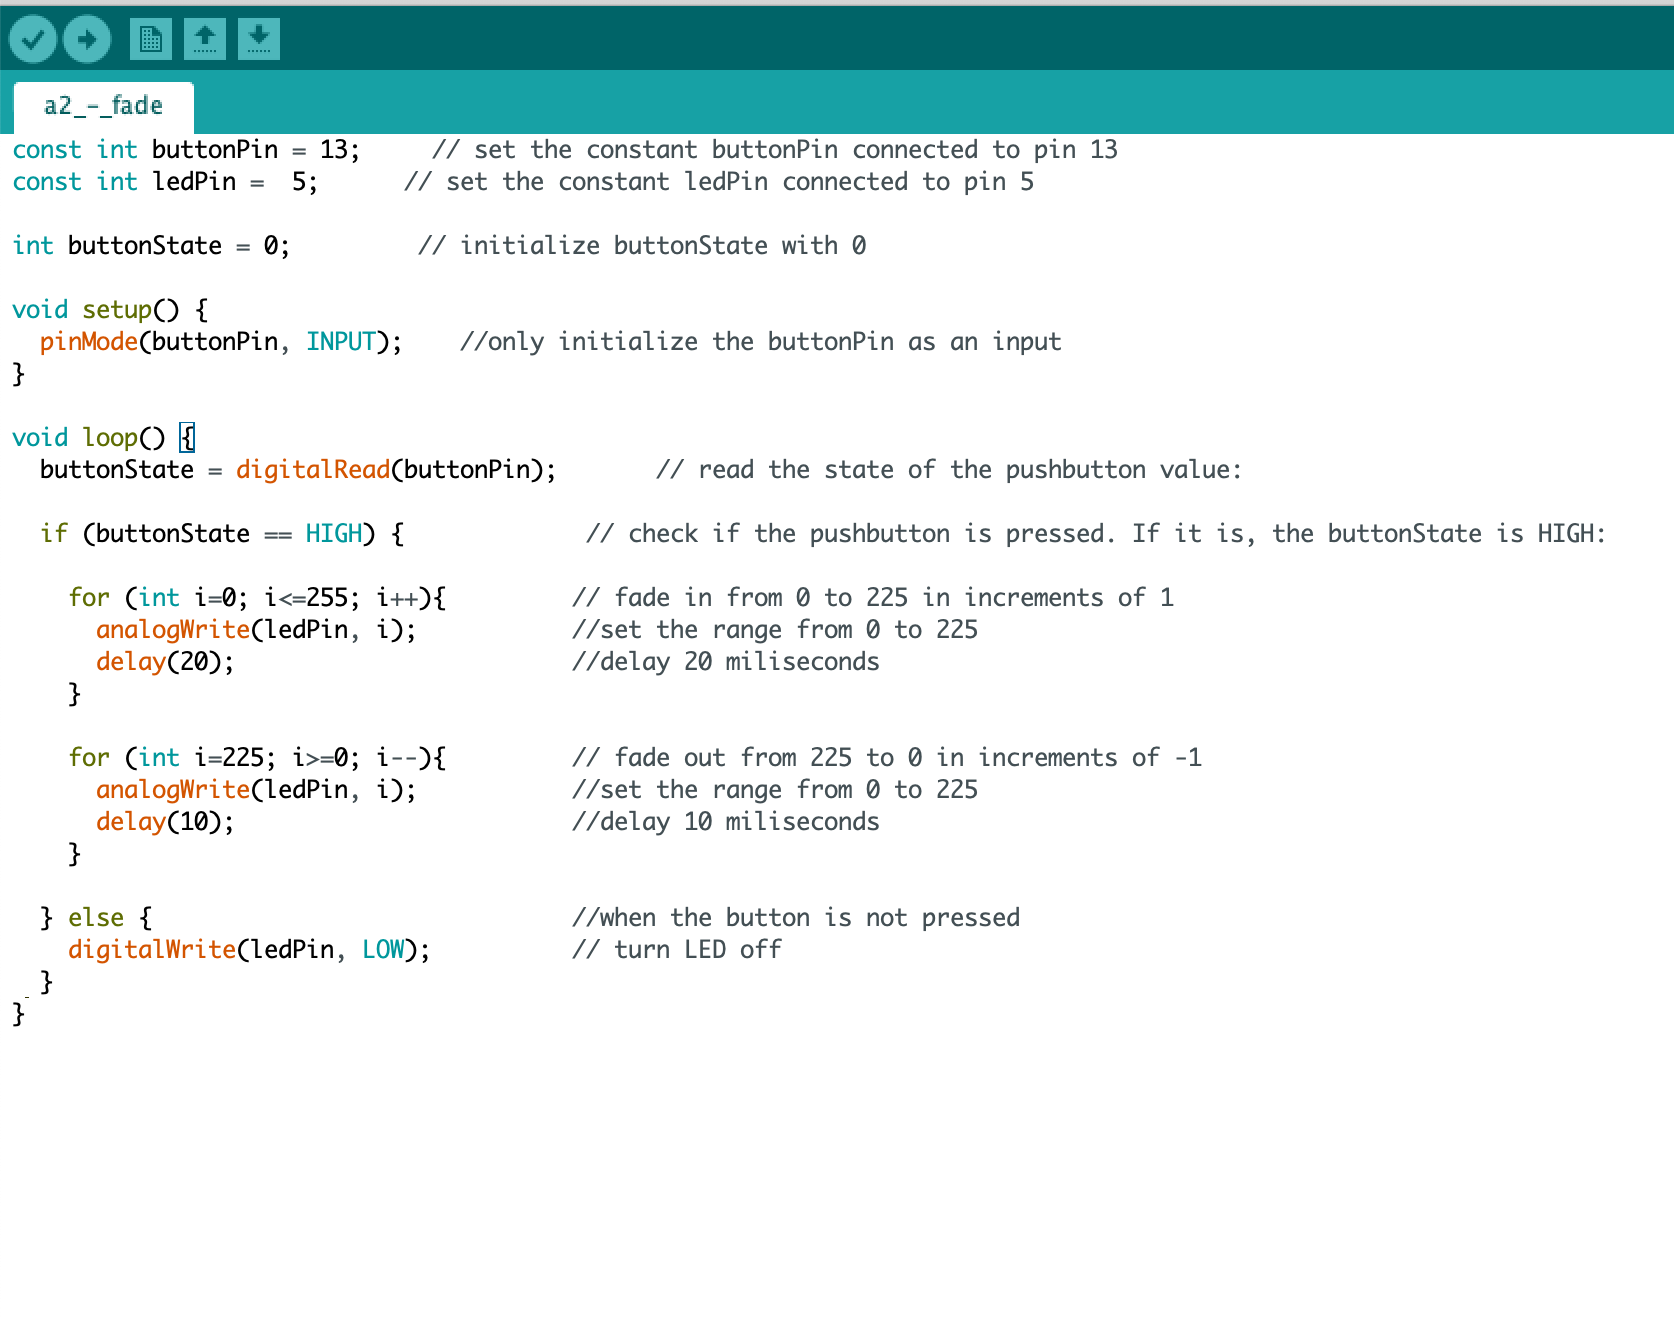 a2_-_fade
const int buttonPin = 13;     // set the constant buttonPin connected to pin 13
const int ledPin =  5;      // set the constant ledPin connected to pin 5
int buttonState = 0;         // initialize buttonState with 0
void setup() {
  pinMode(buttonPin, INPUT);    //only initialize the buttonPin as an input
}
void loop() {
  buttonState = digitalRead(buttonPin);       // read the state of the pushbutton value:
  if (buttonState == HIGH) {             // check if the pushbutton is pressed. If it is, the buttonState is HIGH:
    for (int i=0; i<=255; i++){         // fade in from 0 to 225 in increments of 1
      analogWrite(ledPin, i);           //set the range from 0 to 225
      delay(20);                        //delay 20 miliseconds
    }
    for (int i=225; i>=0; i--){         // fade out from 225 to 0 in increments of -1
      analogWrite(ledPin, i);           //set the range from 0 to 225
      delay(10);                        //delay 10 miliseconds
    }
  } else {                              //when the button is not pressed
    digitalWrite(ledPin, LOW);          // turn LED off
  }
}